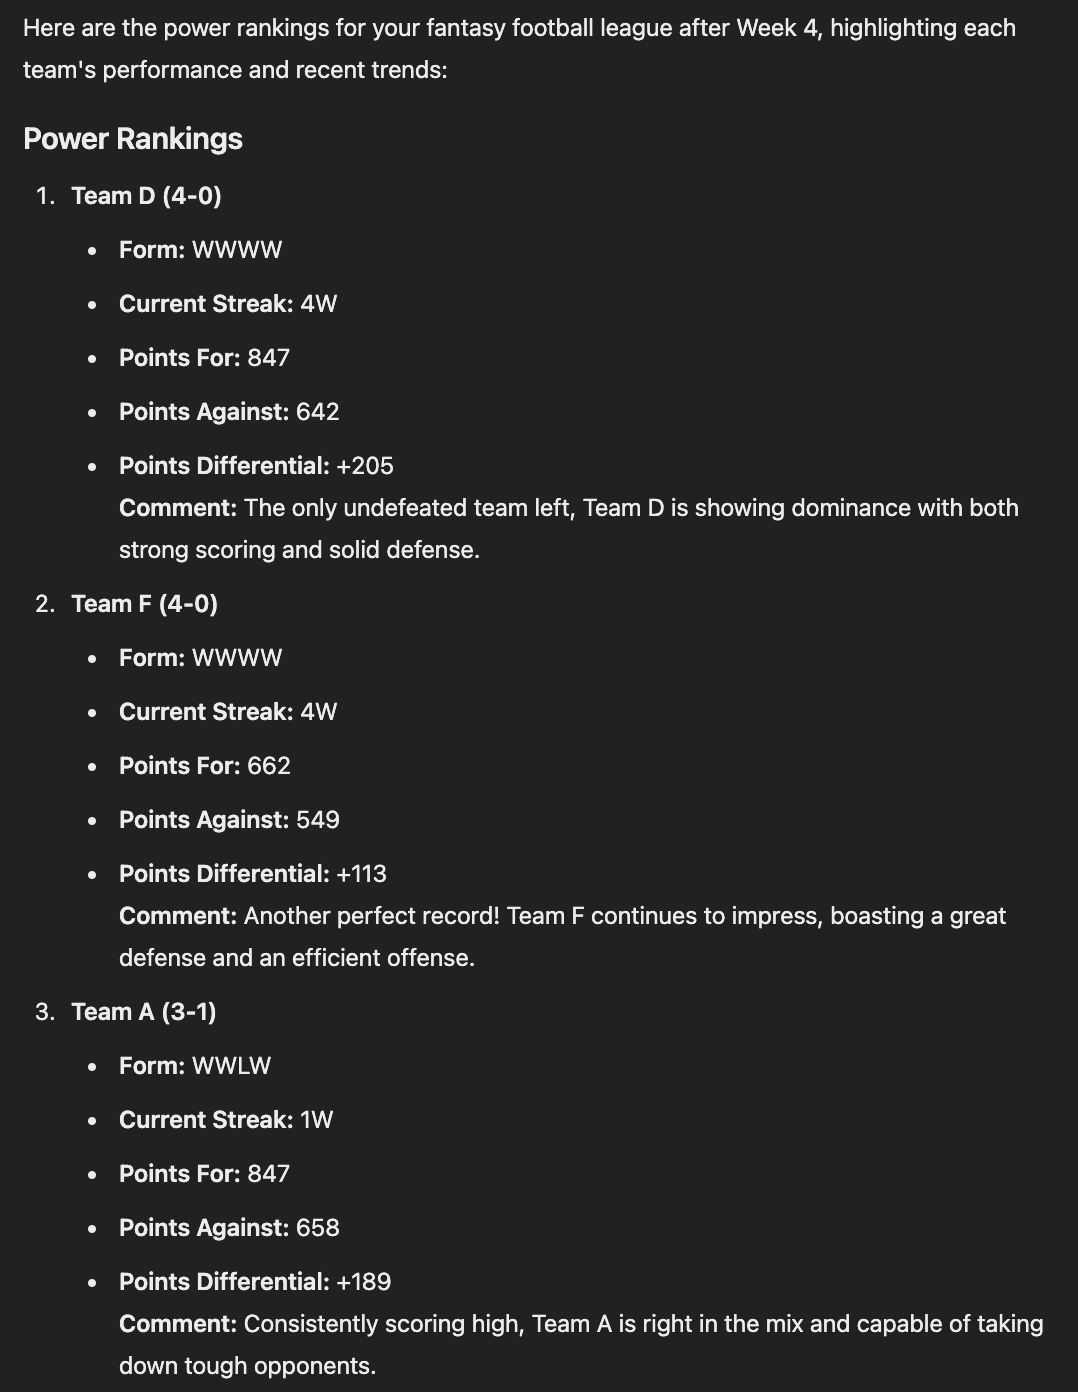 Here are the power rankings for your fantasy football league after Week 4, highlighting each
team's performance and recent trends:
Power Rankings
1. Team D (4-0)
• Form: WWWW
• Current Streak: 4W
• Points For: 847
• Points Against: 642
• Points Differential: +205
Comment: The only undefeated team left, Team D is showing dominance with both
strong scoring and solid defense.
2. Team F (4-0)
• Form: WWWW
• Current Streak: 4W
• Points For: 662
• Points Against: 549
• Points Differential: +113
Comment: Another perfect record! Team F continues to impress, boasting a great
defense and an efficient offense.
3. Team A (3-1)
• Form: WWLW
• Current Streak: 1W
• Points For: 847
• Points Against: 658
• Points Differential: +189
Comment: Consistently scoring high, Team A is right in the mix and capable of taking
down tough opponents.